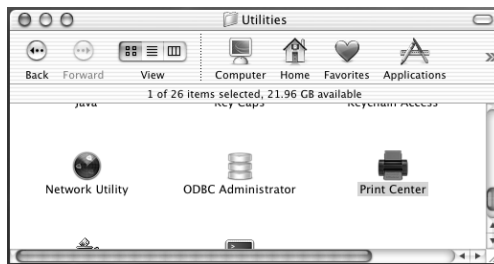 Utilities
Back Forward View Computer Home Favorites Applications
1 of 26 items selected, 21.96 GB available
Java Key Caps Keychain Access
Network Utility ODBC Administrator Print Center